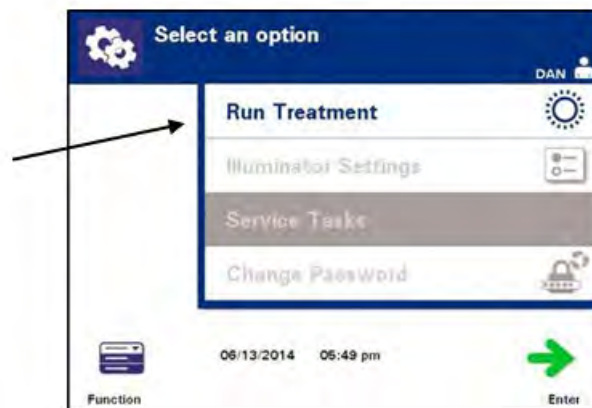 Select an option
DAN
Run Treatment
Illuminator Settings
Service Tasks
Change Password
06/13/2014 05:49 pm
Function
Enter